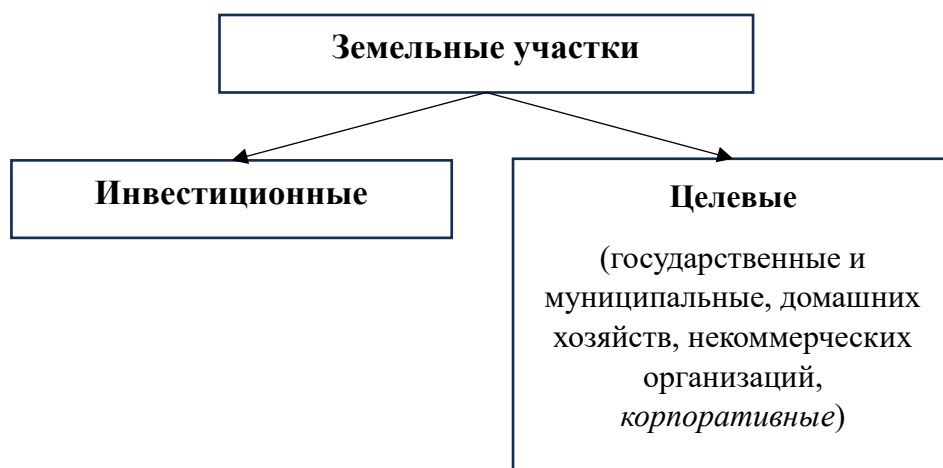 Земельные участки
Инвестиционные
Целевые
(государственные и
муниципальные, домашних
хозяйств, некоммерческих
организаций,
корпоративные)